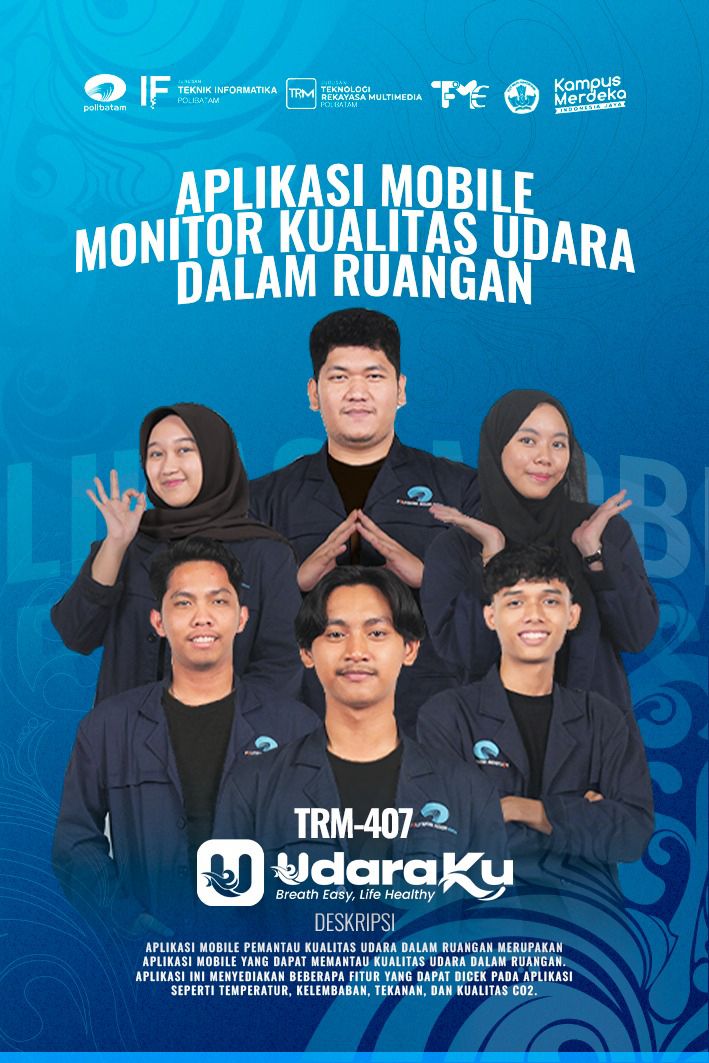 polibatam
IF
JURUSAN
TEKNIK INFORMATIKA
POLIBATAM
TRM
JURUSAN
TEKNOLOGI
REKAYASA MULTIMEDIA
POLIBATAM
Kampus
Merdeka
INDONESIA JAYA
APLIKASI MOBILE
MONITOR KUALITAS UDARA
DALAM RUANGAN
TRM-407
UdaraKu
Breath Easy, Life Healthy
DESKRIPSI
APLIKASI MOBILE PEMANTAU KUALITAS UDARA DALAM RUANGAN MERUPAKAN
APLIKASI MOBILE YANG DAPAT MEMANTAU KUALITAS UDARA DALAM RUANGAN.
APLIKASI INI MENYEDIAKAN BEBERAPA FITUR YANG DAPAT DICEK PADA APLIKASI
SEPERTI TEMPERATUR, KELEMBABAN, TEKANAN, DAN KUALITAS CO2.